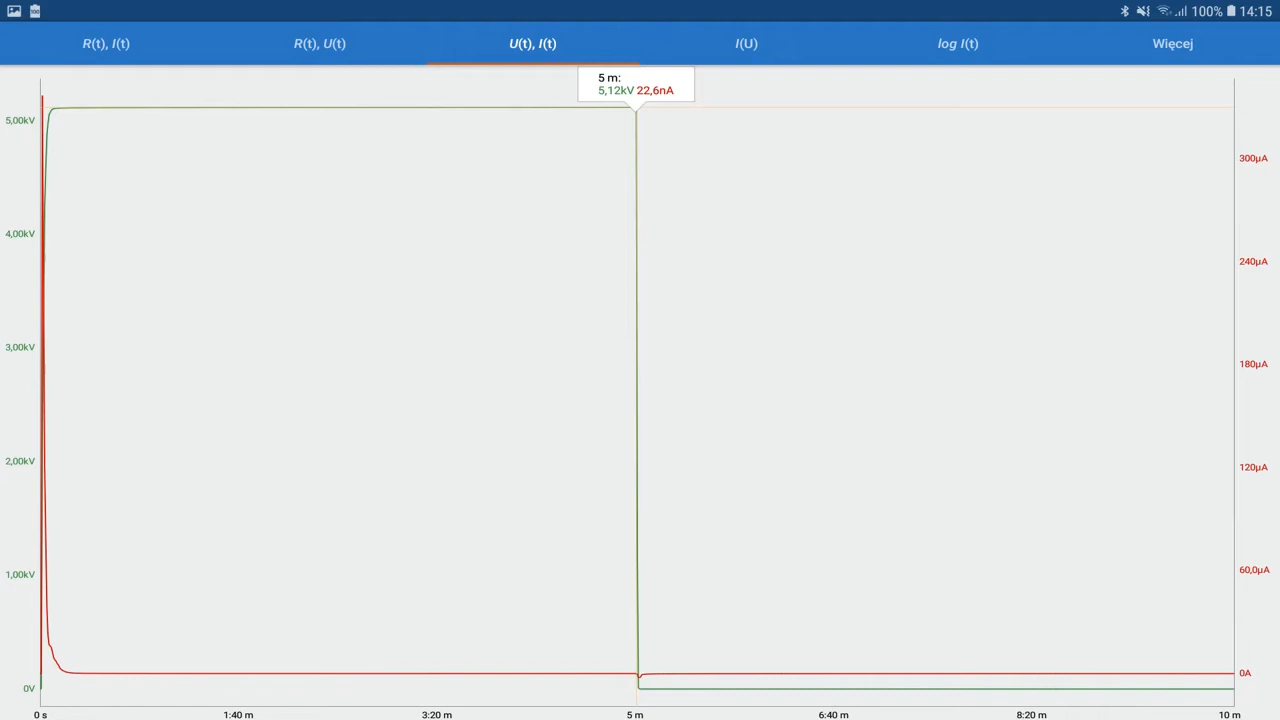 100% 14:15
R(t), I(t) R(t), U(t) U(t), I(t) I(U) log I(t) Więcej
5 m:
5,12kV 22,6nA
5,00kV
4,00kV
3,00kV
2,00kV
1,00kV
0V
300µA
240µA
180µA
120µA
60,0µA
0A
0 s 1:40 m 3:20 m 5 m 6:40 m 8:20 m 10 m